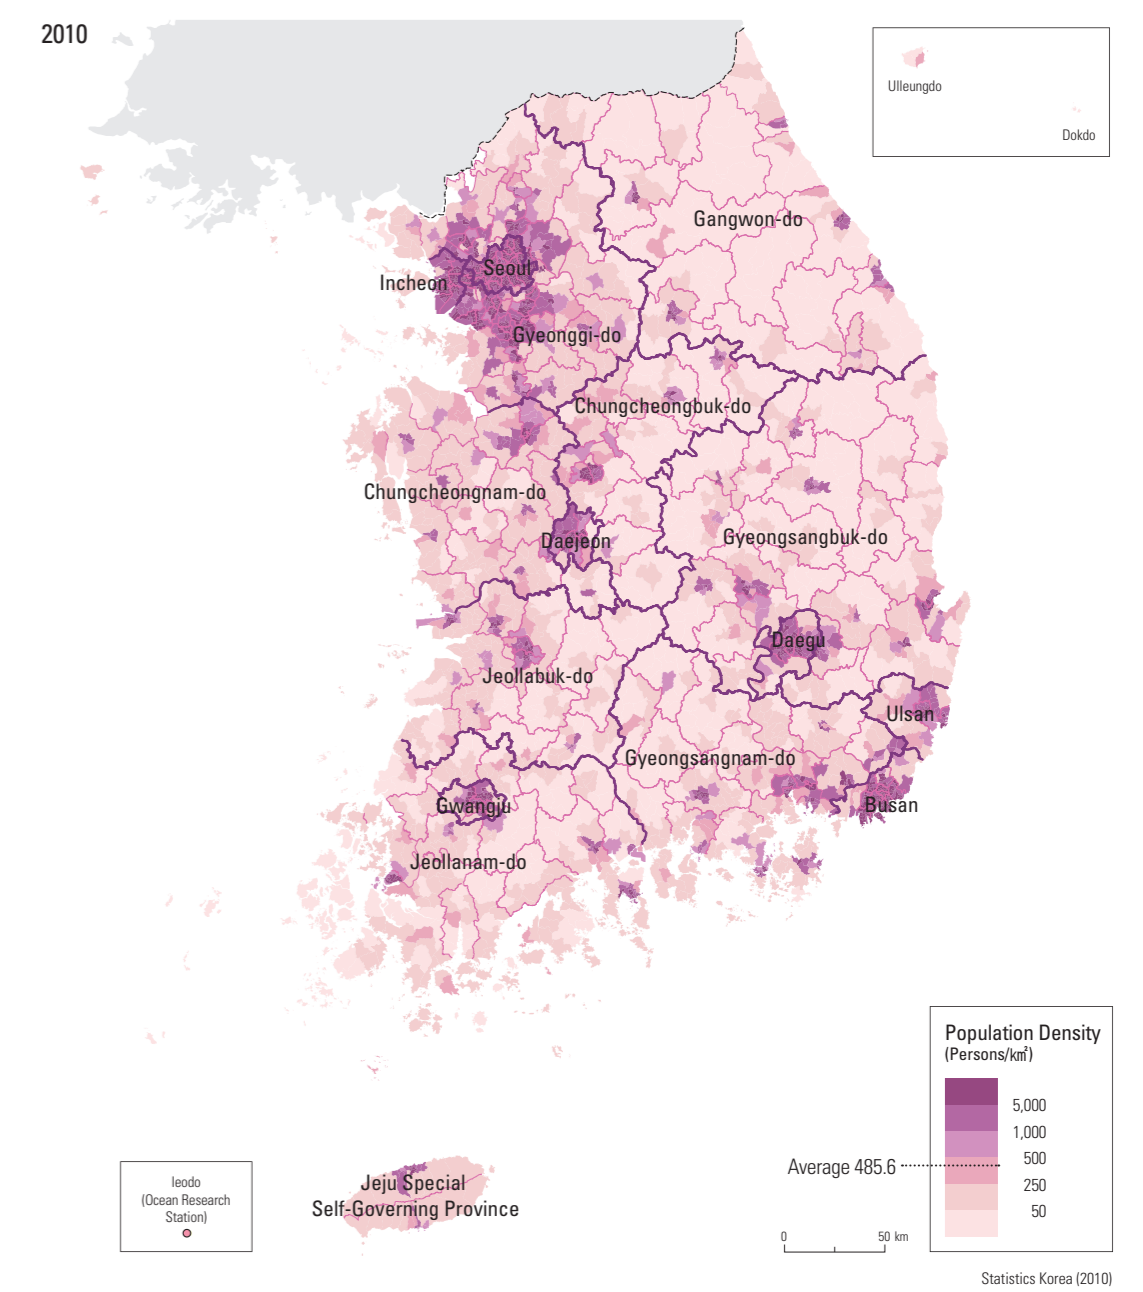 2010
Ulleungdo
Dokdo
Gangwon-do
Seoul
Incheon
Gyeonggi-do
Chungcheongbuk-do
Chungcheongnam-do
Daejeon
Gyeongsangbuk-do
Daegu
Jeollabuk-do
Ulsan
Gyeongsangnam-do
Busan
Gwangju
Jeollanam-do
Population Density
(Persons/㎢)
5,000
1,000
500
Average 485.6
250
50
Ieodo
(Ocean Research
Station)
Jeju Special
Self-Governing Province
0 50 km
Statistics Korea (2010)